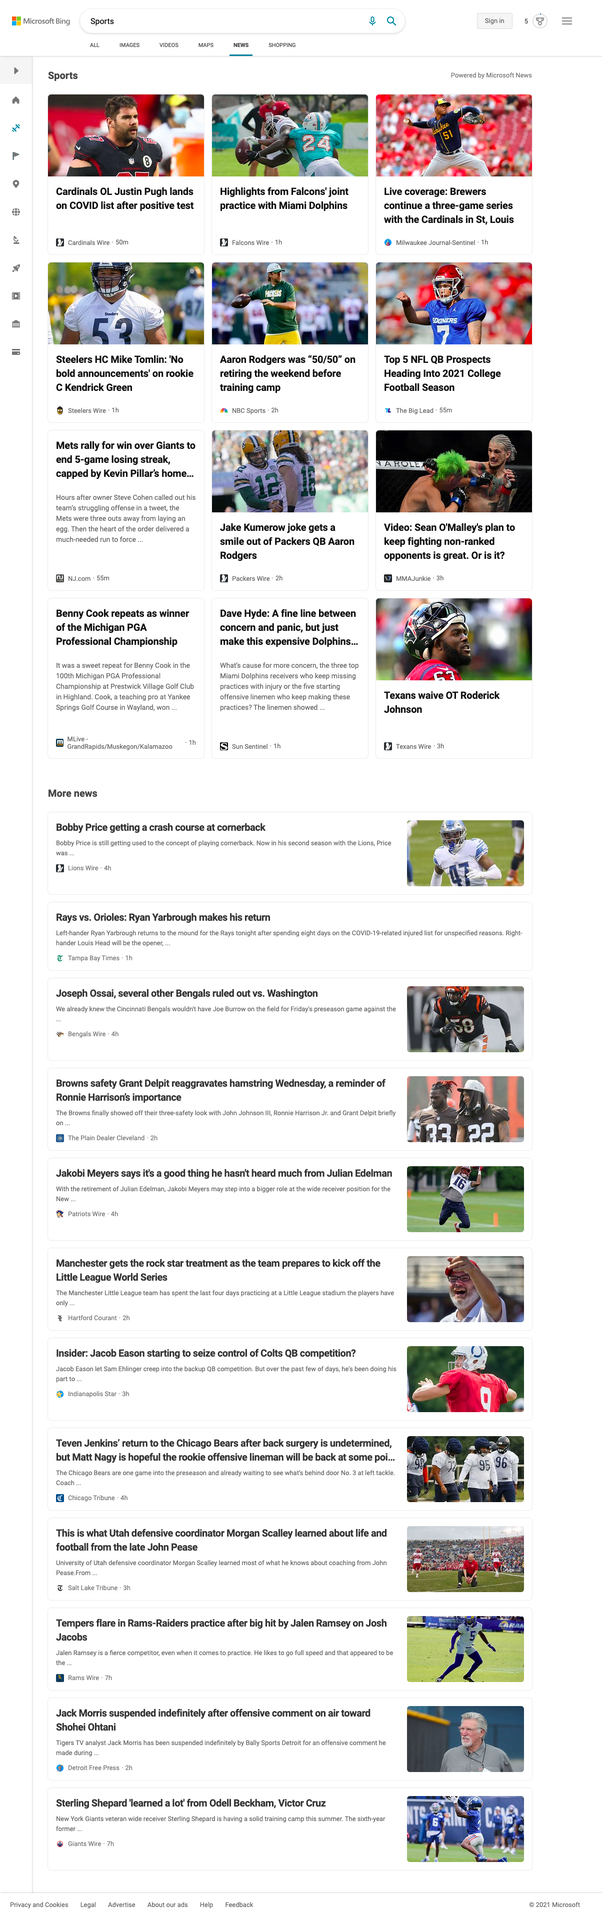 Microsoft Bing
Sports
Sign in
5
ALL IMAGES VIDEOS MAPS NEWS SHOPPING
Sports
Powered by Microsoft News
Cardinals OL Justin Pugh lands
on COVID list after positive test
Cardinals Wire · 50m
Highlights from Falcons' joint
practice with Miami Dolphins
Falcons Wire · 1h
Live coverage: Brewers
continue a three-game series
with the Cardinals in St, Louis
Milwaukee Journal-Sentinel · 1h
Steelers HC Mike Tomlin: 'No
bold announcements' on rookie
C Kendrick Green
Steelers Wire · 1h
Aaron Rodgers was "50/50" on
retiring the weekend before
training camp
NBC Sports · 2h
Top 5 NFL QB Prospects
Heading Into 2021 College
Football Season
The Big Lead · 55m
Mets rally for win over Giants to
end 5-game losing streak,
capped by Kevin Pillar's home...
Hours after owner Steve Cohen called out his
team's struggling offense in a tweet, the
Mets were three outs away from laying an
egg. Then the heart of the order delivered a
much-needed run to force ...
NJ.com · 55m
Jake Kumerow joke gets a
smile out of Packers QB Aaron
Rodgers
Packers Wire · 2h
Video: Sean O'Malley's plan to
keep fighting non-ranked
opponents is great. Or is it?
MMAJunkie · 3h
Benny Cook repeats as winner
of the Michigan PGA
Professional Championship
It was a sweet repeat for Benny Cook in the
100th Michigan PGA Professional
Championship at Prestwick Village Golf Club
in Highland. Cook, a teaching pro at Yankee
Springs Golf Course in Wayland, won ...
MLive -
GrandRapids/Muskegon/Kalamazoo · 1h
Dave Hyde: A fine line between
concern and panic, but just
make this expensive Dolphins...
What's cause for more concern, the three top
Miami Dolphins receivers who keep missing
practices with injury or the five starting
offensive linemen who keep making these
practices? The linemen showed ...
Sun Sentinel · 1h
Texans waive OT Roderick
Johnson
Texans Wire · 3h
More news
Bobby Price getting a crash course at cornerback
Bobby Price is still getting used to the concept of playing cornerback. Now in his second season with the Lions, Price
was ...
Lions Wire · 4h
Rays vs. Orioles: Ryan Yarbrough makes his return
Left-hander Ryan Yarbrough returns to the mound for the Rays tonight after spending eight days on the COVID-19-related injured list for unspecified reasons. Right-
hander Louis Head will be the opener, ...
Tampa Bay Times · 1h
Joseph Ossai, several other Bengals ruled out vs. Washington
We already knew the Cincinnati Bengals wouldn't have Joe Burrow on the field for Friday's preseason game against the
...
Bengals Wire · 4h
Browns safety Grant Delpit reaggravates hamstring Wednesday, a reminder of
Ronnie Harrison's importance
The Browns finally showed off their three-safety look with John Johnson III, Ronnie Harrison Jr. and Grant Delpit briefly
on ...
The Plain Dealer Cleveland · 2h
Jakobi Meyers says it's a good thing he hasn't heard much from Julian Edelman
With the retirement of Julian Edelman, Jakobi Meyers may step into a bigger role at the wide receiver position for the
New ...
Patriots Wire · 4h
Manchester gets the rock star treatment as the team prepares to kick off the
Little League World Series
The Manchester Little League team has spent the last four days practicing at a Little League stadium the players have
only ...
Hartford Courant · 2h
Insider: Jacob Eason starting to seize control of Colts QB competition?
Jacob Eason let Sam Ehlinger creep into the backup QB competition. But over the past few of days, he's been doing his
part to ...
Indianapolis Star · 3h
Teven Jenkins' return to the Chicago Bears after back surgery is undetermined,
but Matt Nagy is hopeful the rookie offensive lineman will be back at some poi...
The Chicago Bears are one game into the preseason and already waiting to see what's behind door No. 3 at left tackle.
Coach ...
Chicago Tribune · 4h
This is what Utah defensive coordinator Morgan Scalley learned about life and
football from the late John Pease
University of Utah defensive coordinator Morgan Scalley learned most of what he knows about coaching from John
Pease.From ...
Salt Lake Tribune · 3h
Tempers flare in Rams-Raiders practice after big hit by Jalen Ramsey on Josh
Jacobs
Jalen Ramsey is a fierce competitor, even when it comes to practice. He likes to go full speed and that appeared to be
the ...
Rams Wire · 7h
Jack Morris suspended indefinitely after offensive comment on air toward
Shohei Ohtani
Tigers TV analyst Jack Morris has been suspended indefinitely by Bally Sports Detroit for an offensive comment he
made during ...
Detroit Free Press · 2h
Sterling Shepard 'learned a lot' from Odell Beckham, Victor Cruz
New York Giants veteran wide receiver Sterling Shepard is having a solid training camp this summer. The sixth-year
former ...
Giants Wire · 7h
Privacy and Cookies Legal Advertise About our ads Help Feedback
© 2021 Microsoft